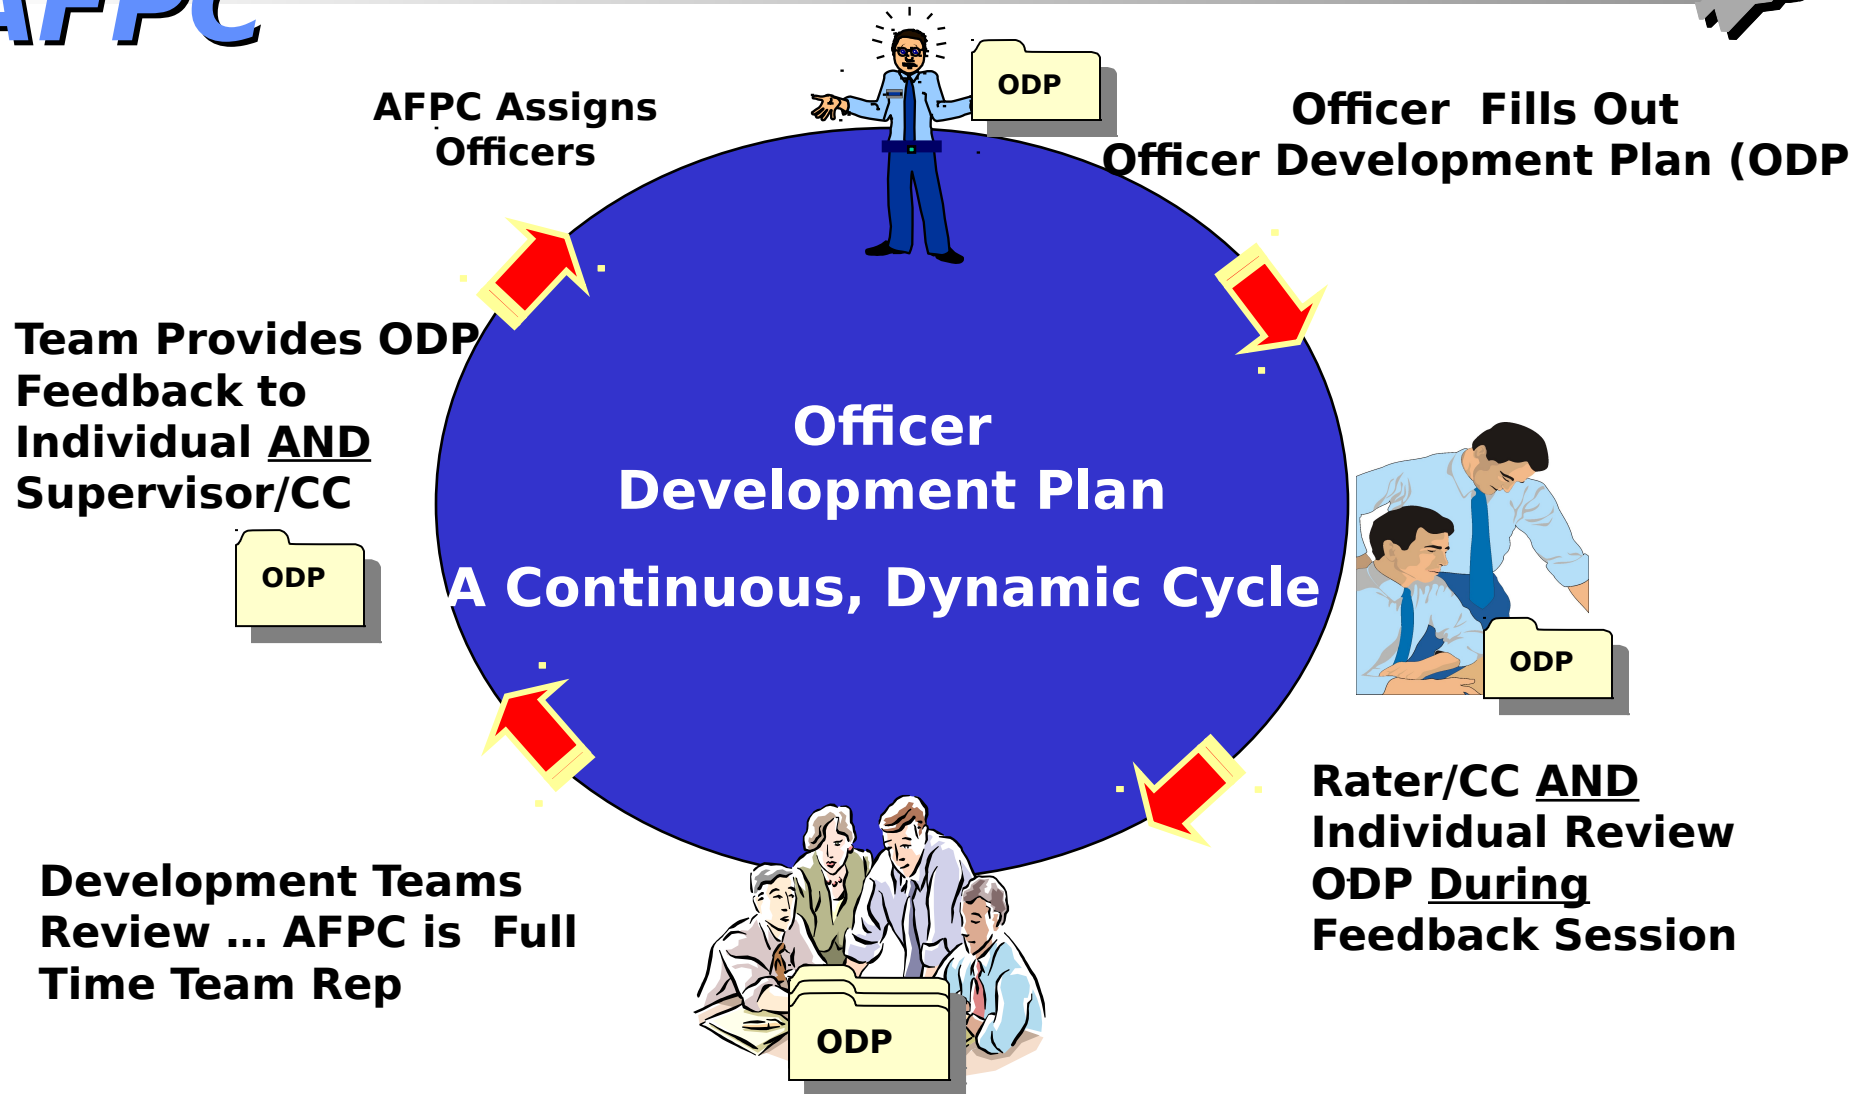 AFPC
ODP
AFPC Assigns
Officers
Officer  Fills Out
Officer Development Plan (ODP
Team Provides ODP
Feedback to
Individual AND
Supervisor/CC
ODP
Officer
Development Plan
A Continuous, Dynamic Cycle
ODP
Rater/CC AND
Individual Review
ODP During
Feedback Session
Development Teams
Review ... AFPC is  Full
Time Team Rep
ODP